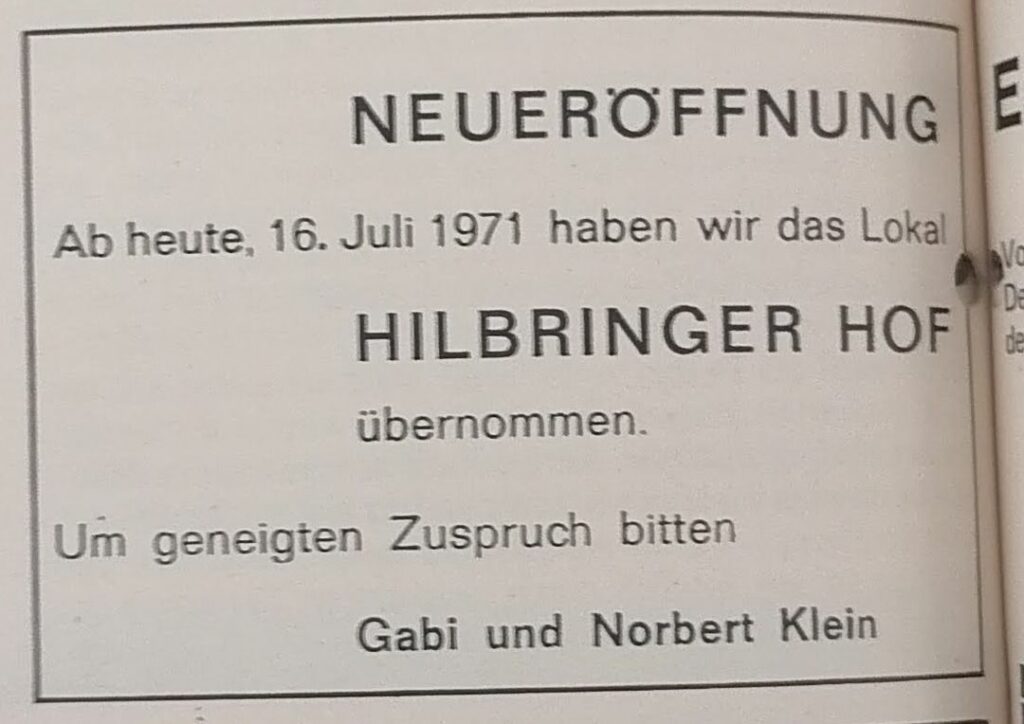 NEUERÖFFNUNG
Ab heute, 16. Juli 1971 haben wir das Lokal
HILBRINGER HOF
übernommen.
Um geneigten Zuspruch bitten
Gabi und Norbert Klein